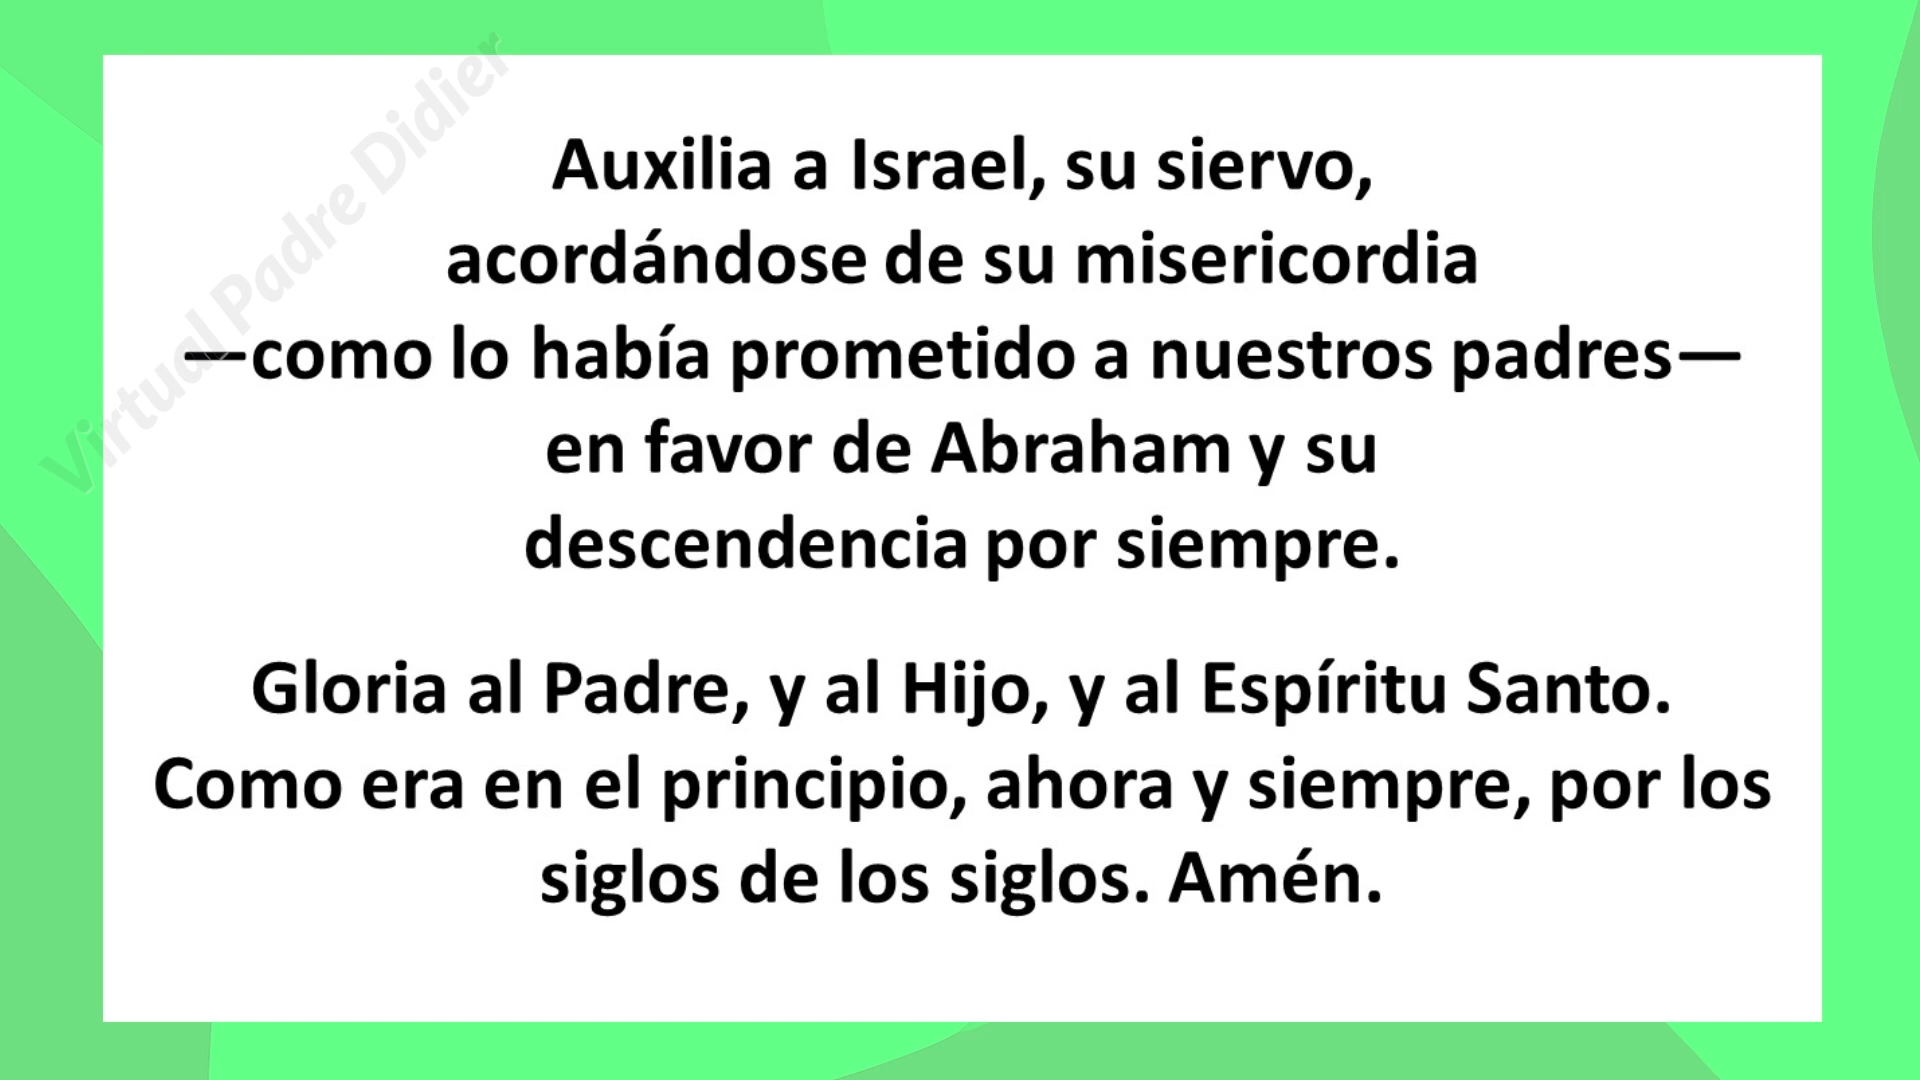 Virtual Padre Didier
Auxilia a Israel, su siervo,
acordándose de su misericordia
—como lo había prometido a nuestros padres—
en favor de Abraham y su
descendencia por siempre.
Gloria al Padre, y al Hijo, y al Espíritu Santo.
Como era en el principio, ahora y siempre, por los
siglos de los siglos. Amén.